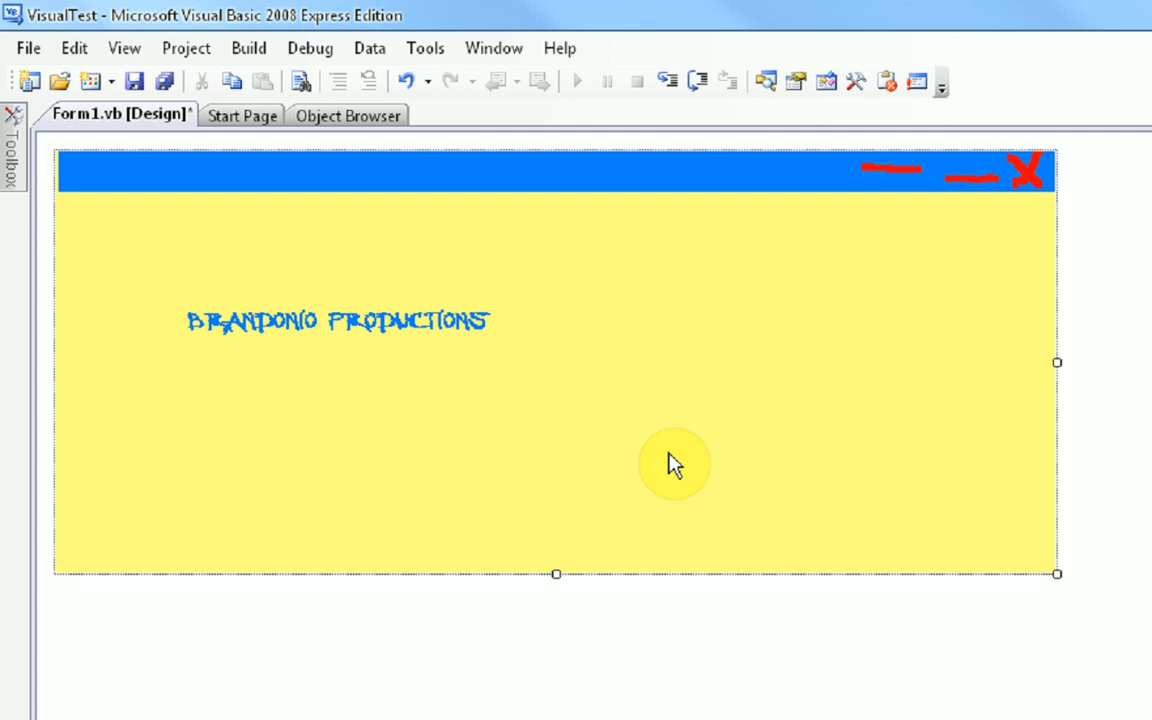 VisualTest - Microsoft Visual Basic 2008 Express Edition
File Edit View Project Build Debug Data Tools Window Help
Form1.vb [Design]* Start Page Object Browser
Toolbox
BRANDONIO PRODUCTIONS